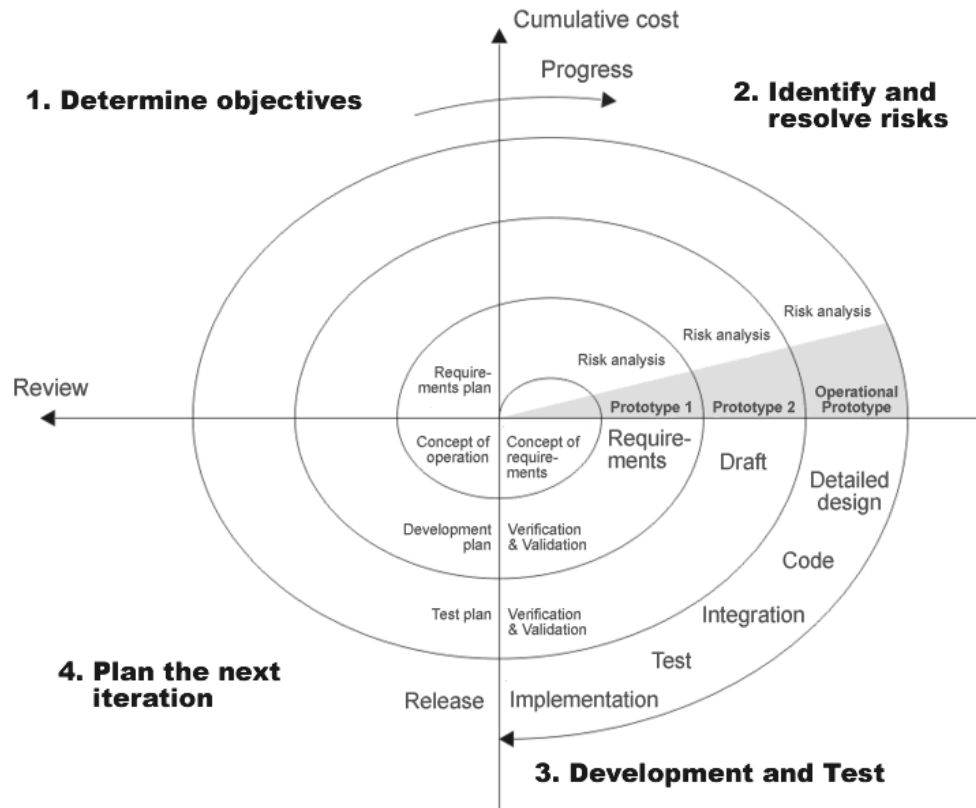 Cumulative cost
Progress
1. Determine objectives
2. Identify and
resolve risks
Risk analysis
Risk analysis
Risk analysis
Review
Require-
ments plan
Prototype 1
Prototype 2
Operational
Prototype
Concept of
operation
Concept of
require-
ments
Require-
ments
Draft
Detailed
design
Development
plan
Verification
& Validation
Code
Test plan
Verification
& Validation
Integration
Test
4. Plan the next
iteration
Release
Implementation
3. Development and Test